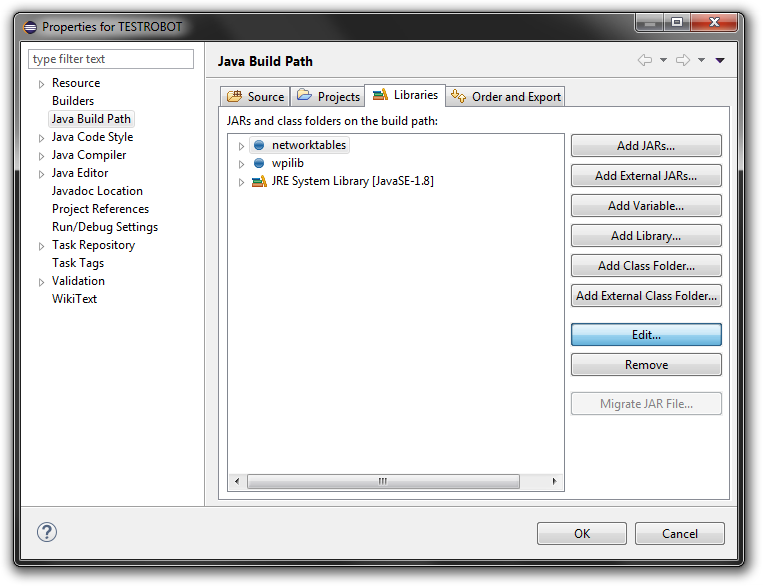 Properties for TESTROBOT
type filter text
Resource
Builders
Java Build Path
Java Code Style
Java Compiler
Java Editor
Javadoc Location
Project References
Run/Debug Settings
Task Repository
Task Tags
Validation
WikiText
Java Build Path
Source
Projects
Libraries
Order and Export
JARs and class folders on the build path:
networktables
wpilib
JRE System Library [JavaSE-1.8]
Add JARs...
Add External JARs...
Add Variable...
Add Library...
Add Class Folder...
Add External Class Folder...
Edit...
Remove
Migrate JAR File...
?
OK
Cancel